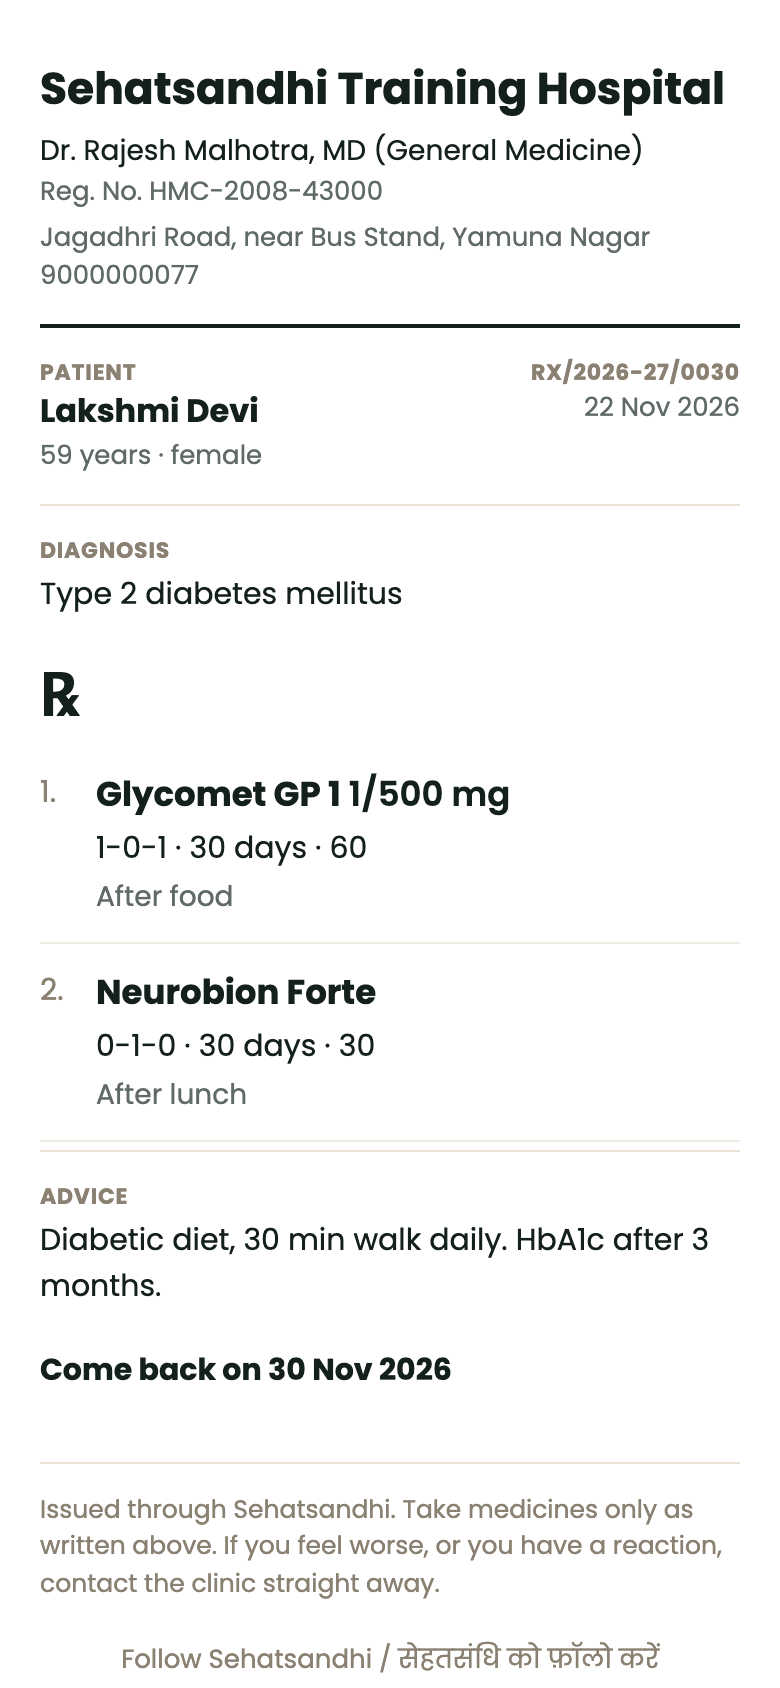 Sehatsandhi Training Hospital
Dr. Rajesh Malhotra, MD (General Medicine)
Reg. No. HMC-2008-43000
Jagadhri Road, near Bus Stand, Yamuna Nagar
9000000077
PATIENT
RX/2026-27/0030
Lakshmi Devi
22 Nov 2026
59 years · female
DIAGNOSIS
Type 2 diabetes mellitus
℞
1. Glycomet GP 1 1/500 mg
1-0-1 · 30 days · 60
After food
2. Neurobion Forte
0-1-0 · 30 days · 30
After lunch
ADVICE
Diabetic diet, 30 min walk daily. HbA1c after 3
months.
Come back on 30 Nov 2026
Issued through Sehatsandhi. Take medicines only as
written above. If you feel worse, or you have a reaction,
contact the clinic straight away.
Follow Sehatsandhi / सेहतसंधि को फ़ॉलो करें